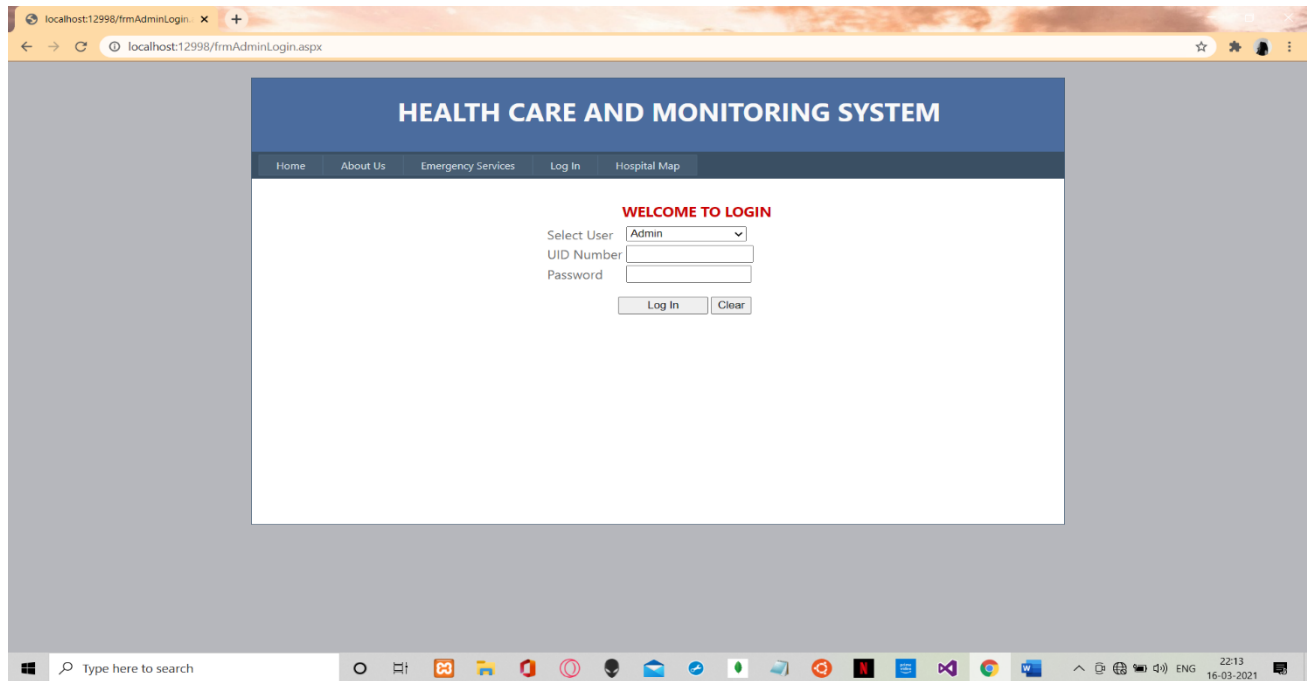 localhost:12998/frmAdminLogin.
localhost:12998/frmAdminLogin.aspx
HEALTH CARE AND MONITORING SYSTEM
Home About Us Emergency Services Log In Hospital Map
WELCOME TO LOGIN
Select User Admin
UID Number
Password
Log In Clear
Type here to search
ENG
22:13
16-03-2021